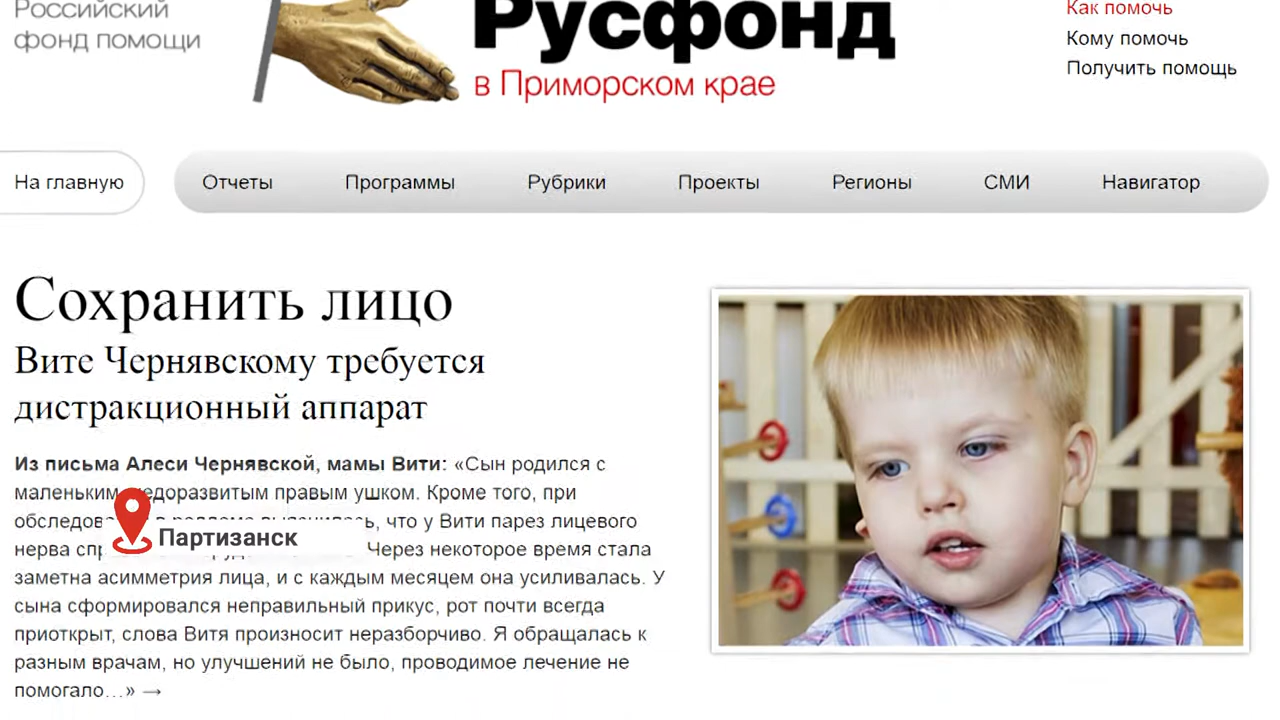 Российский
фонд помощи
Русфонд
в Приморском крае
Как помочь
Кому помочь
Получить помощь
На главную
Отчеты Программы Рубрики Проекты Регионы СМИ Навигатор
Сохранить лицо
Вите Чернявскому требуется
дистракционный аппарат
Из письма Алеси Чернявской, мамы Вити: «Сын родился с
маленьким правым ушком. Кроме того, при
что у Вити парез лицевого
нерва Через некоторое время стала
заметна асимметрия лица, и с каждым месяцем она усиливалась. У
сына сформировался неправильный прикус, рот почти всегда
приоткрыт, слова Витя произносит неразборчиво. Я обращалась к
разным врачам, но улучшений не было, проводимое лечение не
помогало…» →
Партизанск